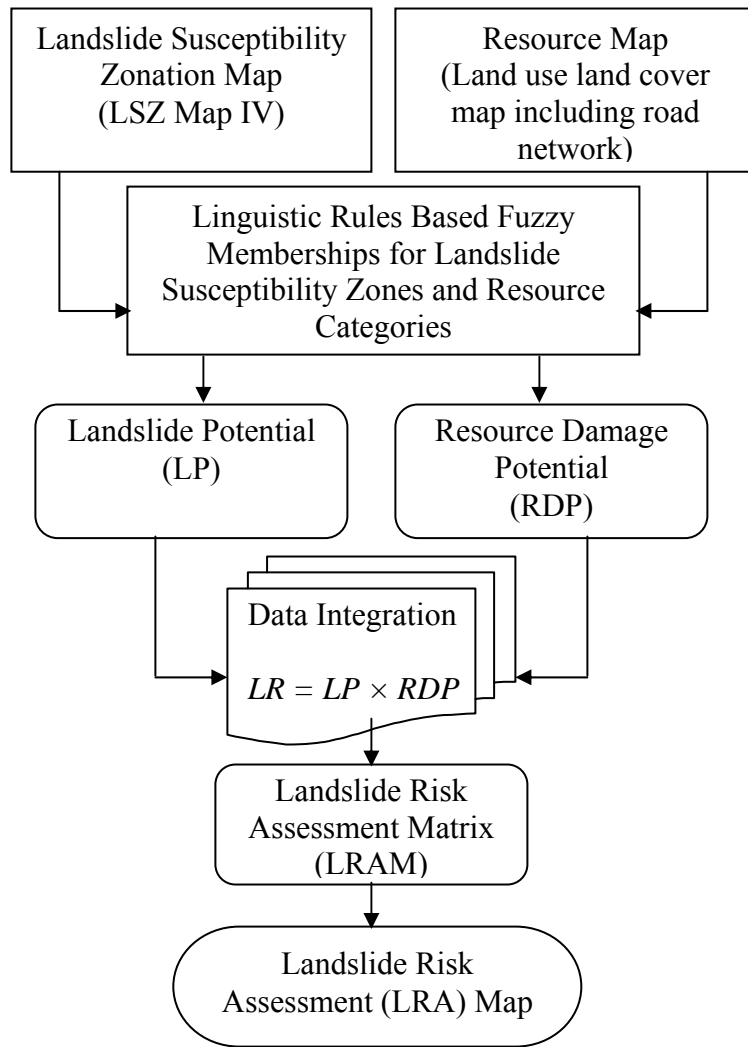 Landslide Susceptibility
Zonation Map
(LSZ Map IV)
Resource Map
(Land use land cover
map including road
network)
Linguistic Rules Based Fuzzy
Memberships for Landslide
Susceptibility Zones and Resource
Categories
Landslide Potential
(LP)
Resource Damage
Potential
(RDP)
Data Integration
LR = LP × RDP
Landslide Risk
Assessment Matrix
(LRAM)
Landslide Risk
Assessment (LRA) Map